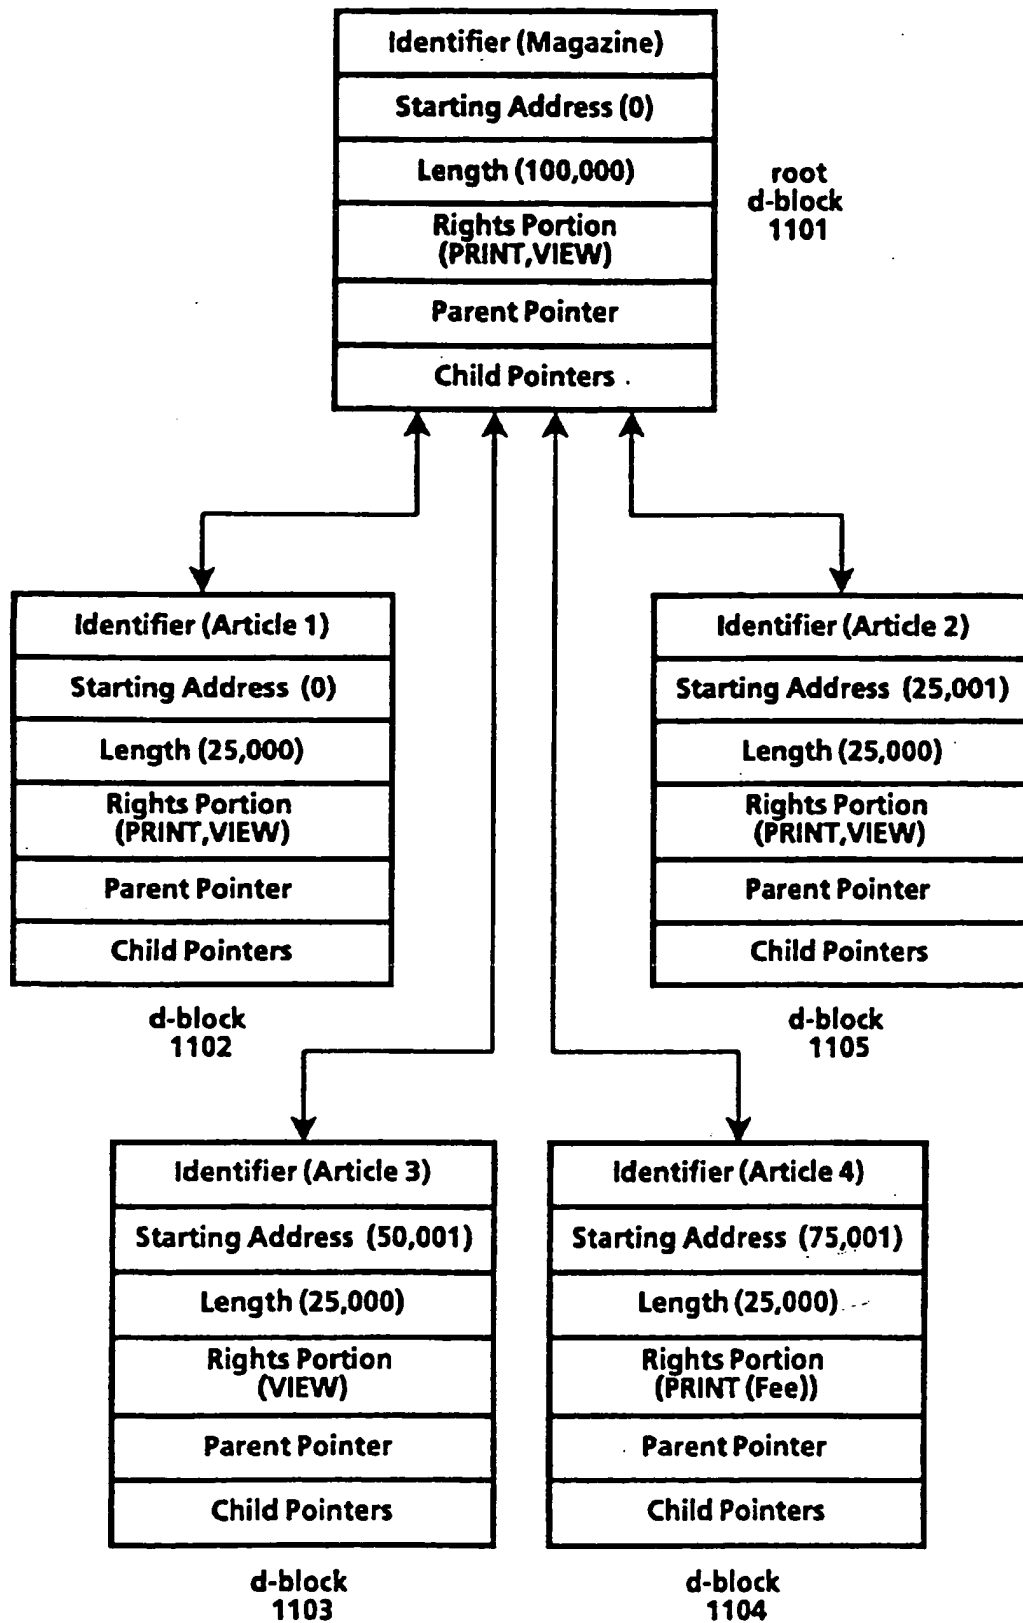 Identifier (Magazine)
Starting Address (0)
Length (100,000)
Rights Portion
(PRINT,VIEW)
Parent Pointer
Child Pointers
root
d-block
1101
Identifier (Article 1)
Starting Address (0)
Length (25,000)
Rights Portion
(PRINT,VIEW)
Parent Pointer
Child Pointers
d-block
1102
Identifier (Article 2)
Starting Address (25,001)
Length (25,000)
Rights Portion
(PRINT,VIEW)
Parent Pointer
Child Pointers
d-block
1105
Identifier (Article 3)
Starting Address (50,001)
Length (25,000)
Rights Portion
(VIEW)
Parent Pointer
Child Pointers
d-block
1103
Identifier (Article 4)
Starting Address (75,001)
Length (25,000)
Rights Portion
(PRINT (Fee))
Parent Pointer
Child Pointers
d-block
1104